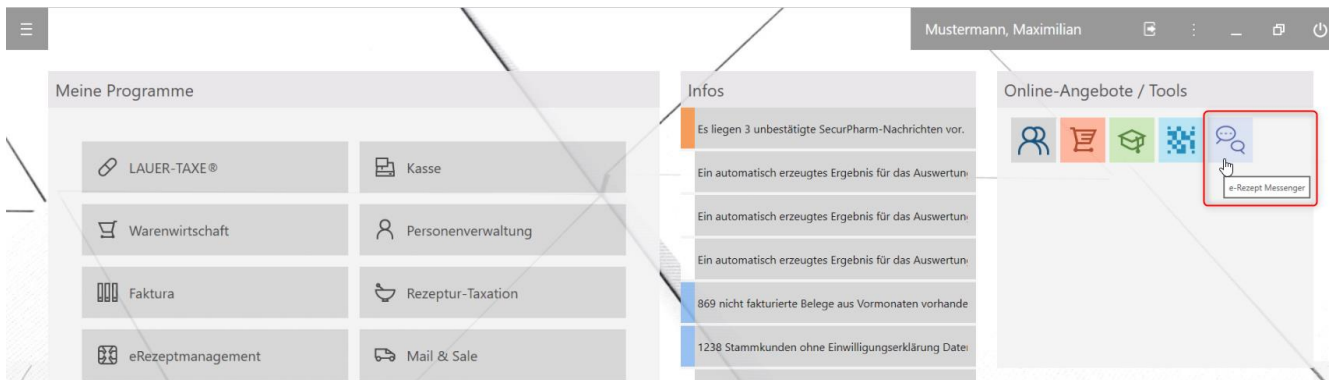 Mustermann, Maximilian
Meine Programme
LAUER-TAXE®
Kasse
Warenwirtschaft
Personenverwaltung
Faktura
Rezeptur-Taxation
eRezeptmanagement
Mail & Sale
Infos
Es liegen 3 unbestätigte SecurPharm-Nachrichten vor.
Ein automatisch erzeugtes Ergebnis für das Auswertun
Ein automatisch erzeugtes Ergebnis für das Auswertun
Ein automatisch erzeugtes Ergebnis für das Auswertun
869 nicht fakturierte Belege aus Vormonaten vorhande
1238 Stammkunden ohne Einwilligungserklärung Date
Online-Angebote / Tools
e-Rezept Messenger